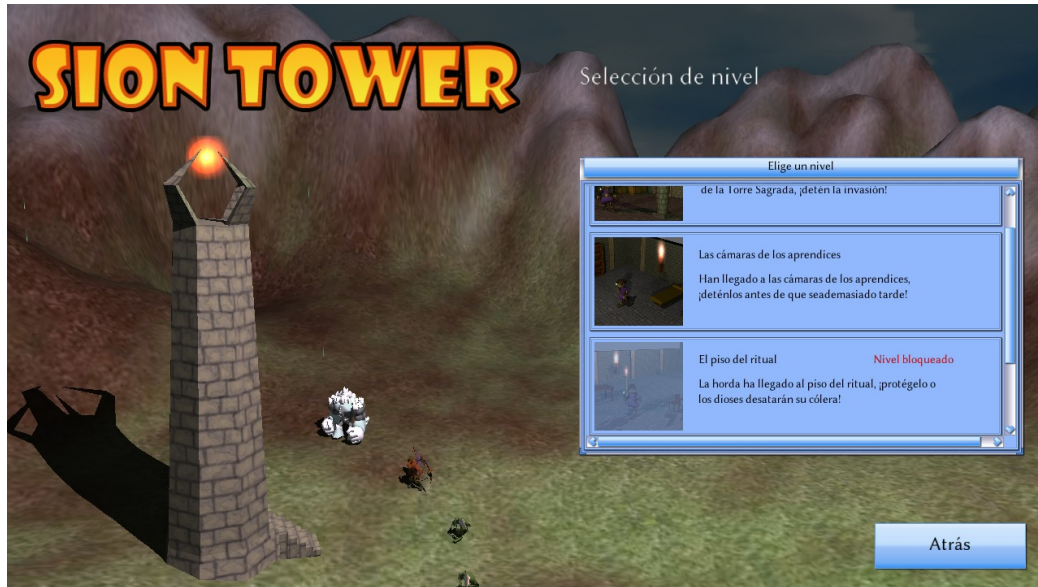 SION TOWER
Selección de nivel
Elige un nivel
de la Torre Sagrada, ¡detén la invasión!
Las cámaras de los aprendices
Han llegado a las cámaras de los aprendices,
¡deténlos antes de que seademasiado tarde!
El piso del ritual
Nivel bloqueado
La horda ha llegado al piso del ritual, ¡protégelo o
los dioses desatarán su cólera!
Atrás